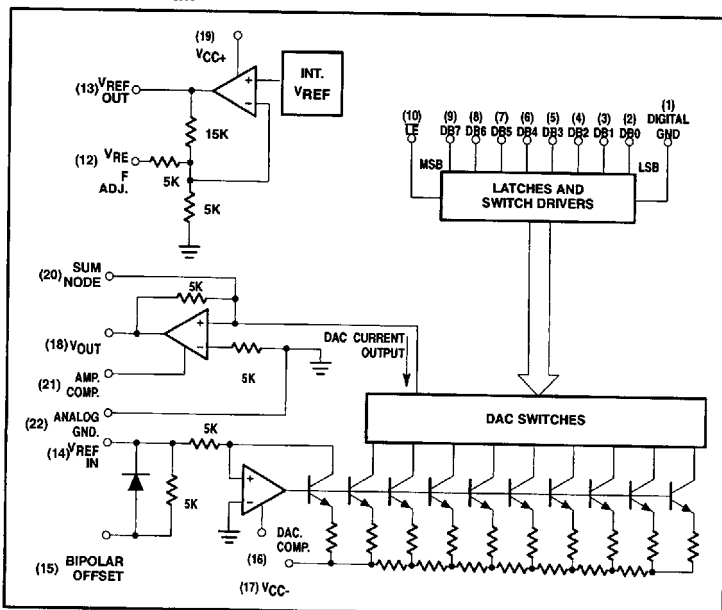 (19)
VCC+
INT.
VREF
(13) VREF
OUT
15K
(12) VRE
F
ADJ.
5K
5K
(10)
LE
(9)
DB7
(8)
DB6
(7)
DB5
(6)
DB4
(5)
DB3
(4)
DB2
(3)
DB1
(2)
DB0
(1)
DIGITAL
GND
MSB
LSB
LATCHES AND
SWITCH DRIVERS
(20) SUM
NODE
5K
(18) VOUT
5K
DAC CURRENT
OUTPUT
(21) AMP.
COMP.
(22) ANALOG
GND.
DAC SWITCHES
(14) VREF
IN
5K
5K
(15) BIPOLAR
OFFSET
DAC.
COMP.
(16)
(17) VCC-